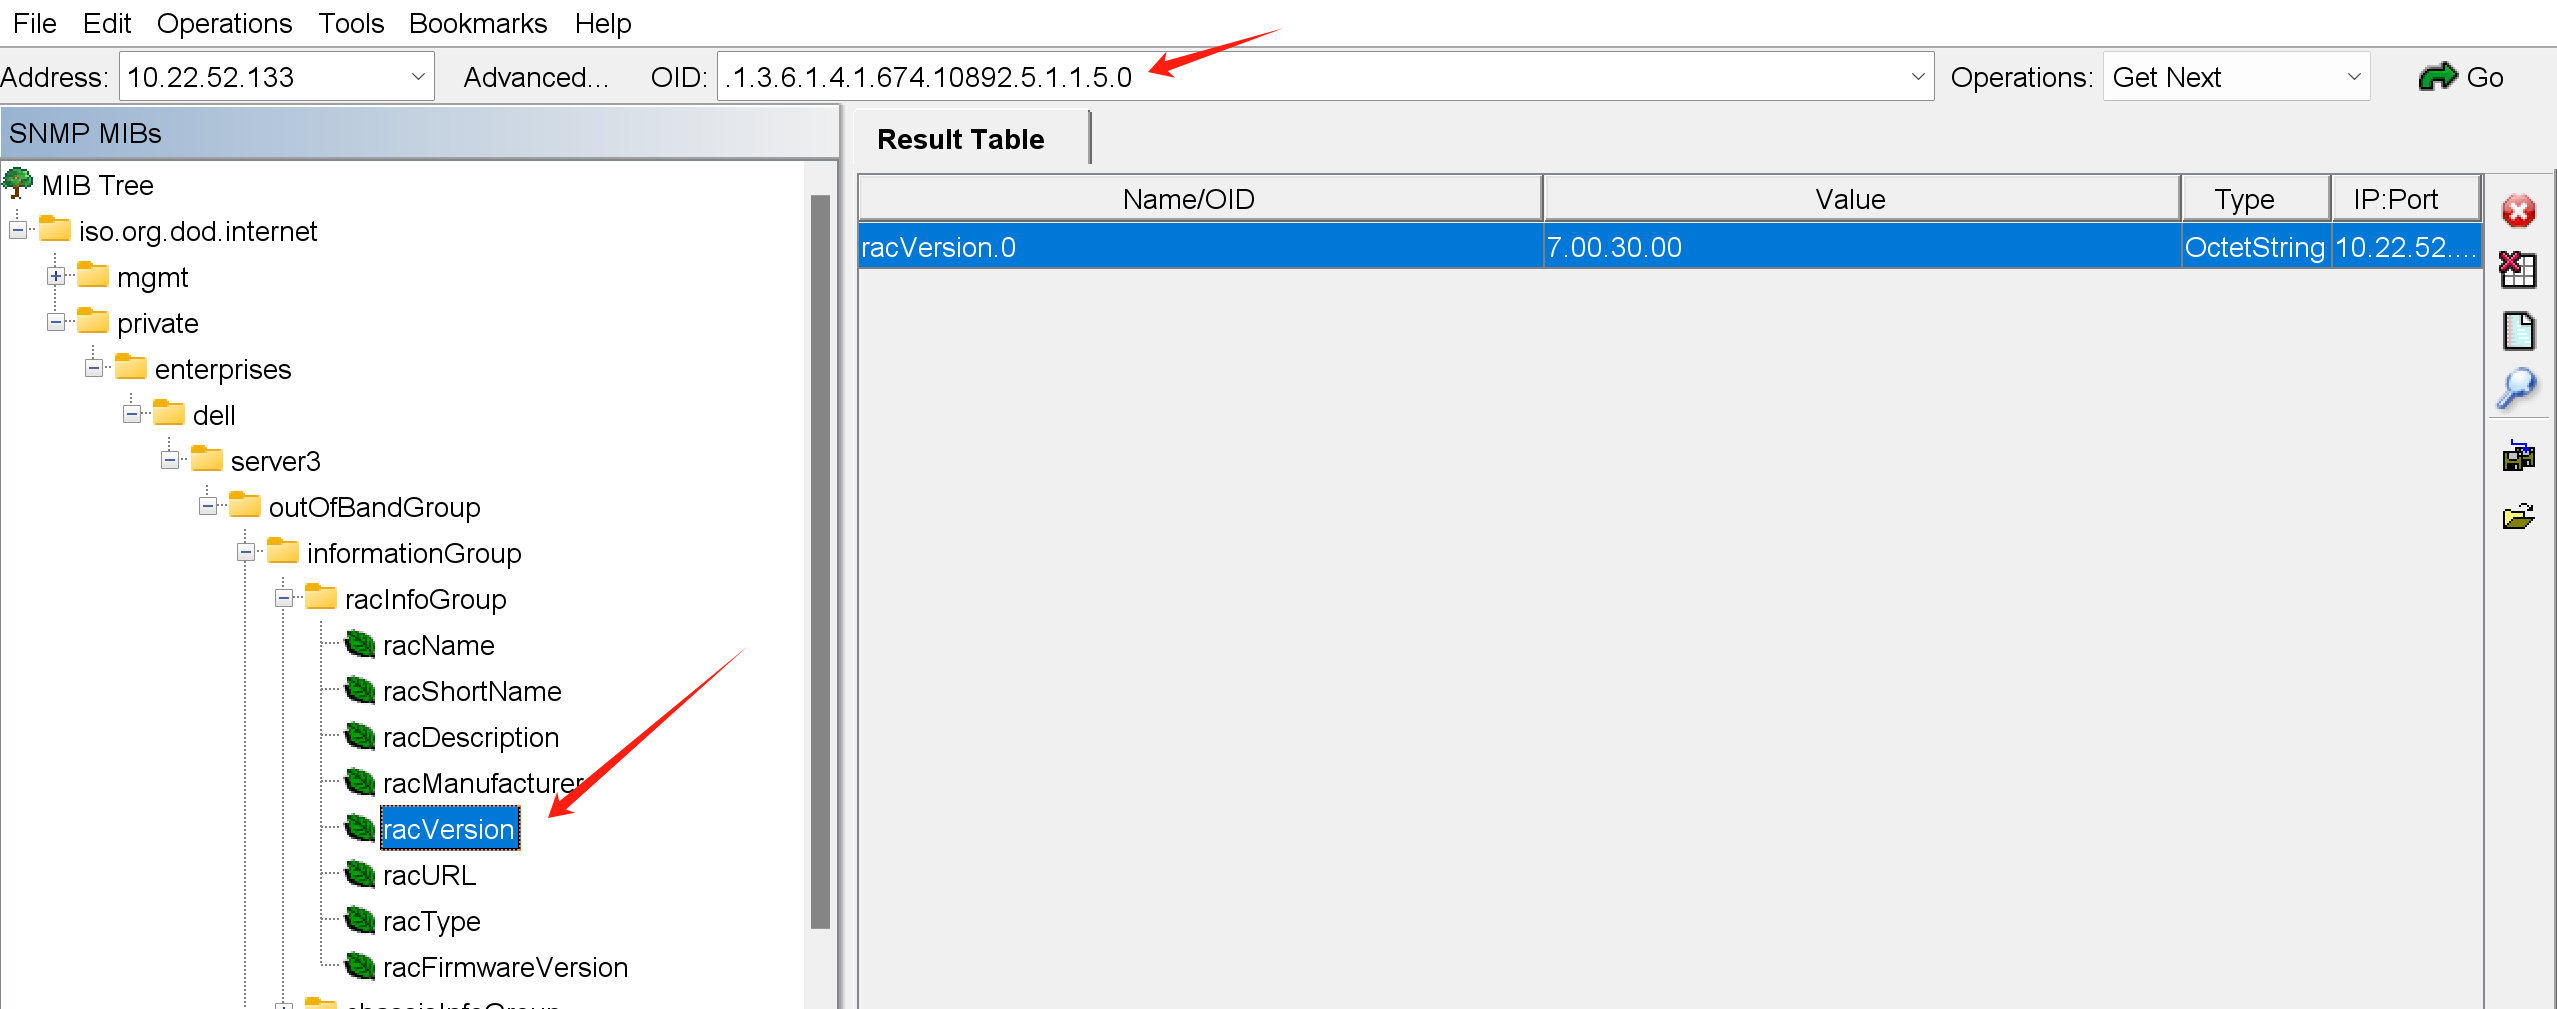 File Edit Operations Tools Bookmarks Help
Address: 10.22.52.133 Advanced... OID: .1.3.6.1.4.1.674.10892.5.1.1.5.0 Operations: Get Next Go
SNMP MIBs
MIB Tree
iso.org.dod.internet
mgmt
private
enterprises
dell
server3
outOfBandGroup
informationGroup
racInfoGroup
racName
racShortName
racDescription
racManufacturer
racVersion
racURL
racType
racFirmwareVersion
Result Table
Name/OID Value Type IP:Port
racVersion.0 7.00.30.00 OctetString 10.22.52....